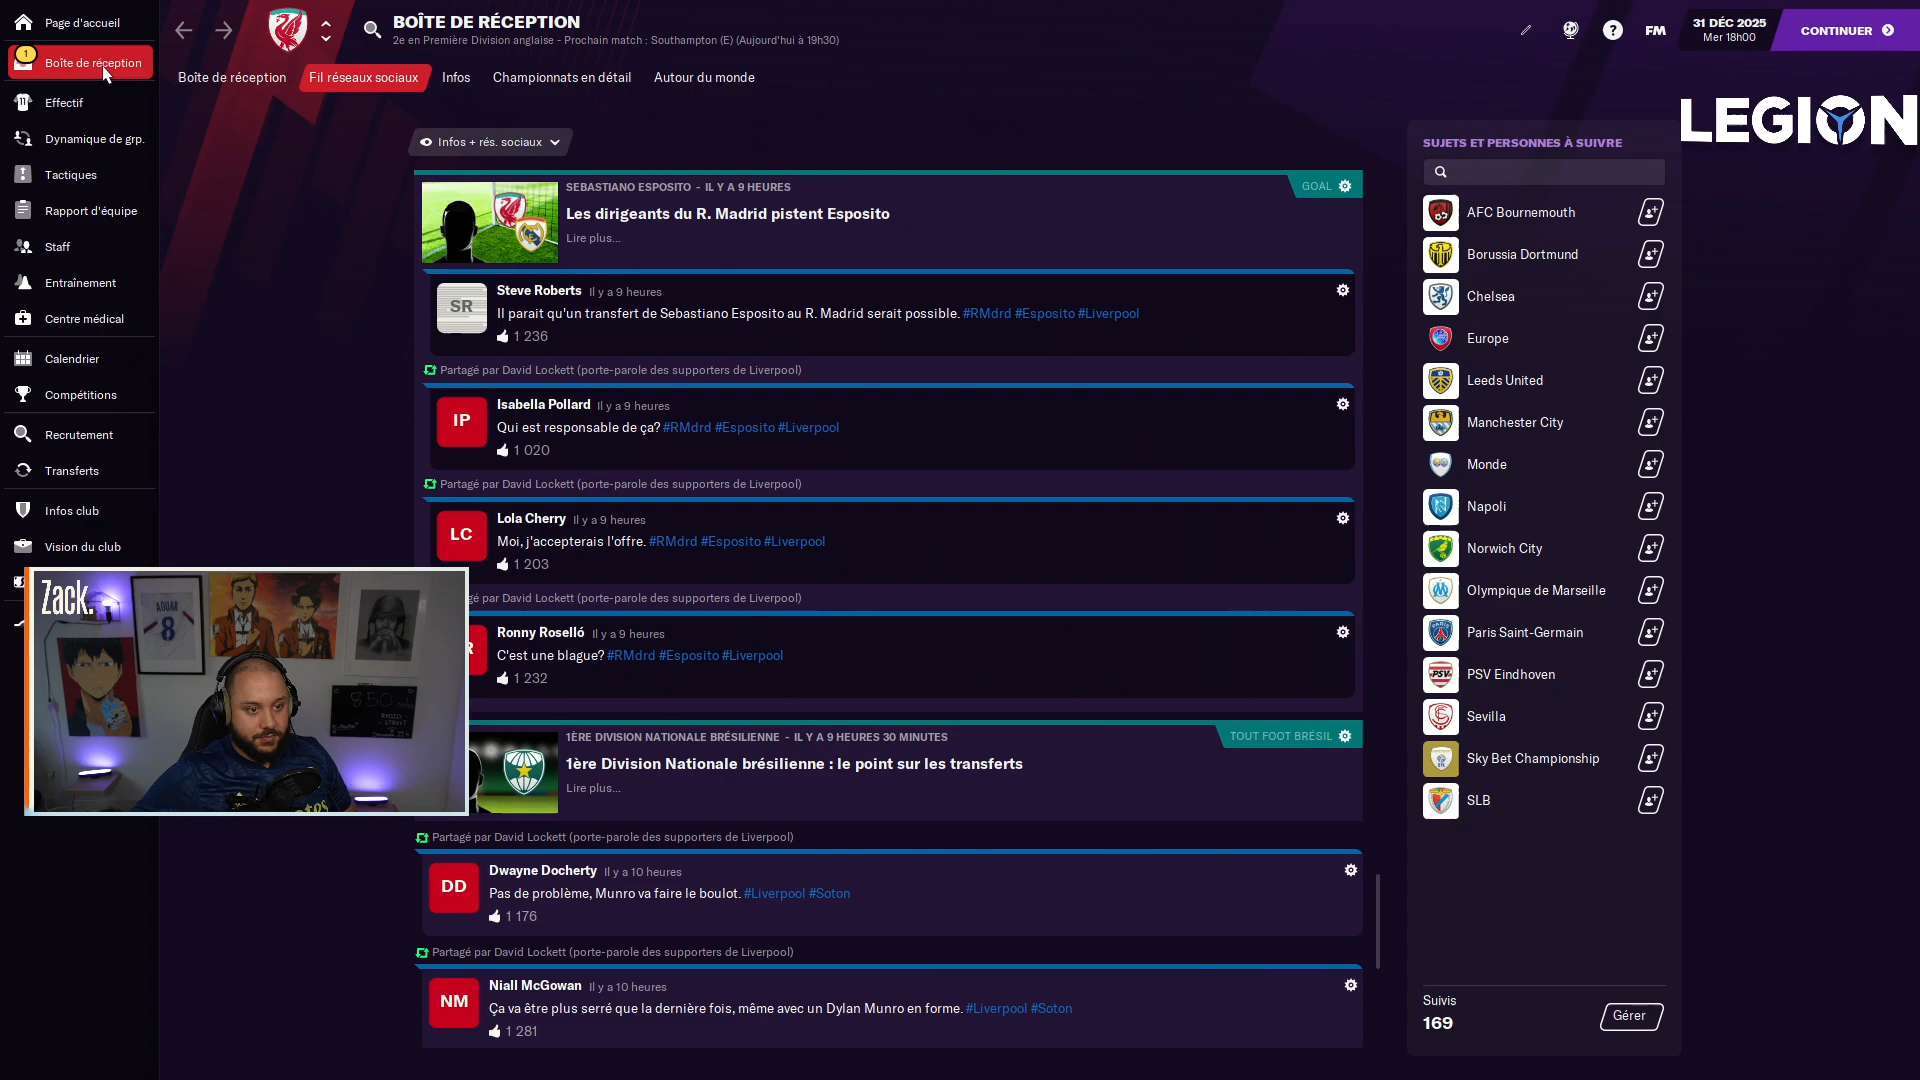 Page d'accueil
1
Boîte de réception
Effectif
Dynamique de grp.
Tactiques
Rapport d'équipe
Staff
Entraînement
Centre médical
Calendrier
Compétitions
Recrutement
Transferts
Infos club
Vision du club
BOÎTE DE RÉCEPTION
2e en Première Division anglaise - Prochain match : Southampton (E) (Aujourd'hui à 19h30)
FM
31 DÉC 2025
Mer 18h00
CONTINUER
Boîte de réception
Fil réseaux sociaux
Infos
Championnats en détail
Autour du monde
LEGION
Infos + rés. sociaux
SEBASTIANO ESPOSITO - IL Y A 9 HEURES
GOAL
Les dirigeants du R. Madrid pistent Esposito
Lire plus...
SR
Steve Roberts Il y a 9 heures
Il parait qu'un transfert de Sebastiano Esposito au R. Madrid serait possible. #RMdrd #Esposito #Liverpool
1 236
Partagé par David Lockett (porte-parole des supporters de Liverpool)
IP
Isabella Pollard Il y a 9 heures
Qui est responsable de ça? #RMdrd #Esposito #Liverpool
1 020
Partagé par David Lockett (porte-parole des supporters de Liverpool)
LC
Lola Cherry Il y a 9 heures
Moi, j'accepterais l'offre. #RMdrd #Esposito #Liverpool
1 203
gé par David Lockett (porte-parole des supporters de Liverpool)
R
Ronny Roselló Il y a 9 heures
C'est une blague? #RMdrd #Esposito #Liverpool
1 232
1ÈRE DIVISION NATIONALE BRÉSILIENNE - IL Y A 9 HEURES 30 MINUTES
TOUT FOOT BRÉSIL
1ère Division Nationale brésilienne : le point sur les transferts
Lire plus...
Partagé par David Lockett (porte-parole des supporters de Liverpool)
DD
Dwayne Docherty Il y a 10 heures
Pas de problème, Munro va faire le boulot. #Liverpool #Soton
1 176
Partagé par David Lockett (porte-parole des supporters de Liverpool)
NM
Niall McGowan Il y a 10 heures
Ça va être plus serré que la dernière fois, même avec un Dylan Munro en forme. #Liverpool #Soton
1 281
SUJETS ET PERSONNES À SUIVRE
AFC Bournemouth
Borussia Dortmund
Chelsea
Europe
Leeds United
Manchester City
Monde
Napoli
Norwich City
Olympique de Marseille
Paris Saint-Germain
PSV Eindhoven
Sevilla
Sky Bet Championship
SLB
Suivis
169
Gérer
Zack.
AOUAR
8
850